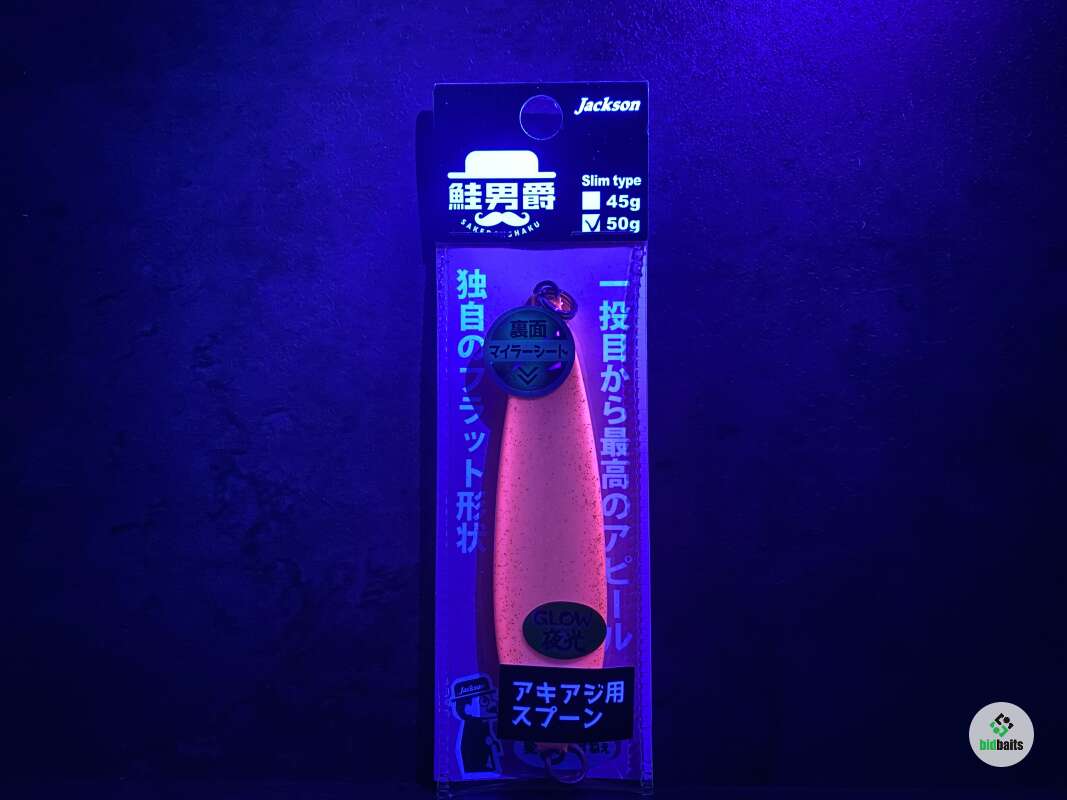 Jackson
鮭男爵
Slim type
45g
50g
独自のフラット形状
一投目から最高のアピール
裏面
マイラーシート
GLOW
夜光
Jackson
アキアジ用
スプーン
bidbaits